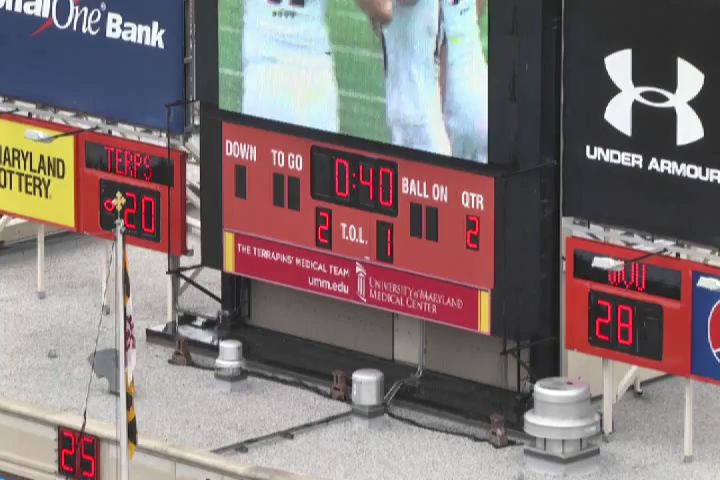 nalOne Bank
UNDER ARMOUR
MARYLAND
LOTTERY
TERPS
20
DOWN TO GO
0:40
BALL ON QTR
2 T.O.L. 1 2
THE TERRAPINS' MEDICAL TEAM
umm.edu
UNIVERSITY of MARYLAND
MEDICAL CENTER
WVU
28
25